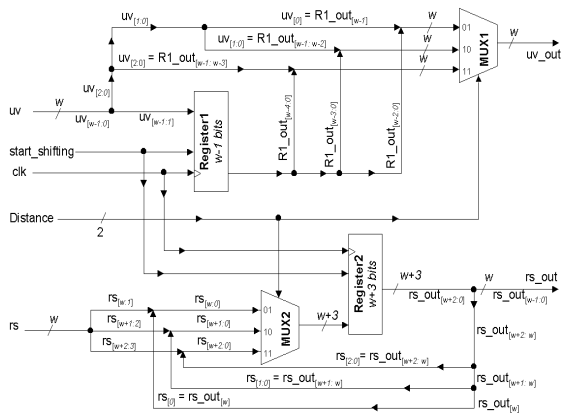 uv[1:0] uv[0] = R1_out[w-1] w 01
uv[1:0] = R1_out[w-1: w-2] 10 MUX1 w uv_out
uv[2:0] uv[2:0] = R1_out[w-1: w-3] w 11
uv w uv[w-1:0] uv[w-1:1]
Register1 w-1 bits
R1_out[w-4:0] R1_out[w-3:0] R1_out[w-2:0]
start_shifting
clk
Distance 2
Register2 w+3 bits
w+3 rs_out[w+2:0] w rs_out rs_out[w-1:0]
rs[w:1] rs[w:0] 01
rs w rs[w+1:2] rs[w+1:0] 10 MUX2 w+3
rs[w+2:3] rs[w+2:0] 11
rs_out[w+2: w]
rs[2:0] = rs_out[w+2: w]
rs[1:0] = rs_out[w+1: w] rs_out[w+1: w]
rs[0] = rs_out[w] rs_out[w]